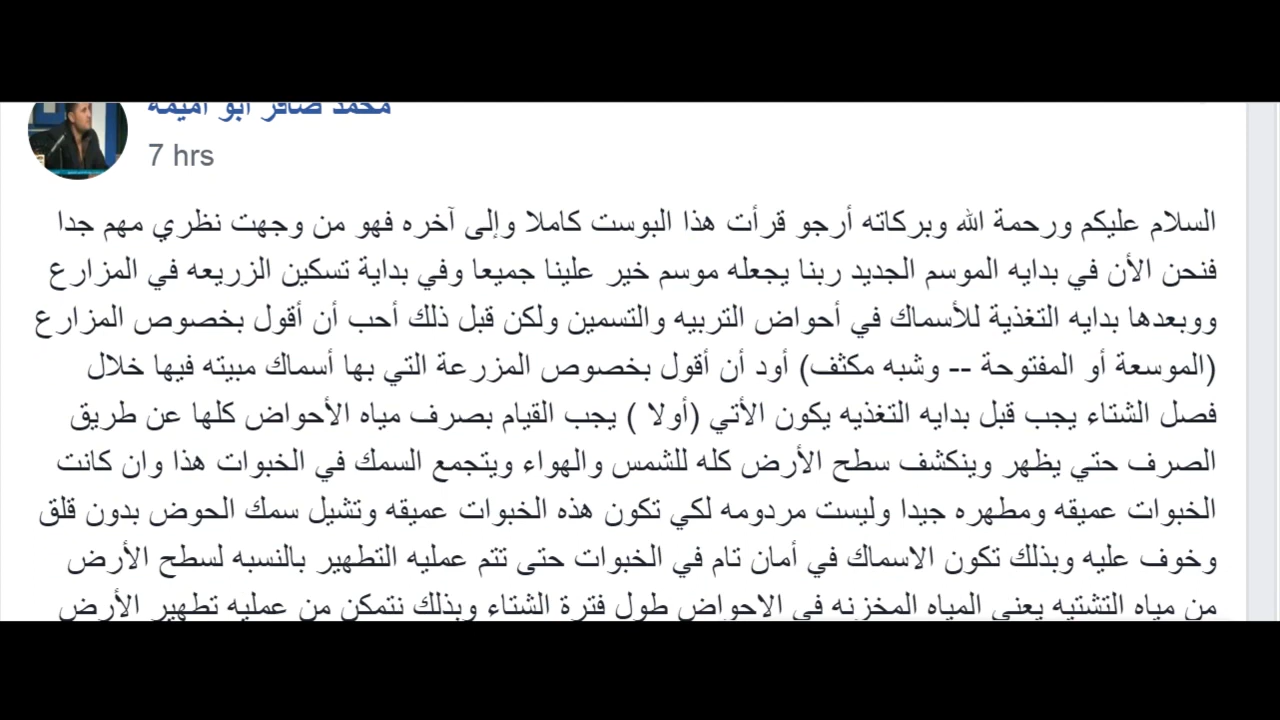 محمد صاقر ابو اميمة
7 hrs
السلام عليكم ورحمة الله وبركاته أرجو قرأت هذا البوست كاملا وإلى آخره فهو من وجهت نظري مهم جدا
فنحن الأن في بدايه الموسم الجديد ربنا يجعله موسم خير علينا جميعا وفي بداية تسكين الزريعه في المزارع
ووبعدها بدايه التغذية للأسماك في أحواض التربيه والتسمين ولكن قبل ذلك أحب أن أقول بخصوص المزارع
(الموسعة أو المفتوحة -- وشبه مكثف) أود أن أقول بخصوص المزرعة التي بها أسماك مبيته فيها خلال
فصل الشتاء يجب قبل بدايه التغذيه يكون الأتي (أولا ) يجب القيام بصرف مياه الأحواض كلها عن طريق
الصرف حتي يظهر وينكشف سطح الأرض كله للشمس والهواء ويتجمع السمك في الخبوات هذا وان كانت
الخبوات عميقه ومطهره جيدا وليست مردومه لكي تكون هذه الخبوات عميقه وتشيل سمك الحوض بدون قلق
وخوف عليه وبذلك تكون الاسماك في أمان تام في الخبوات حتى تتم عمليه التطهير بالنسبه لسطح الأرض
من مياه التشتيه يعني المياه المخزنه في الاحواض طول فترة الشتاء وبذلك نتمكن من عمليه تطهير الأرض